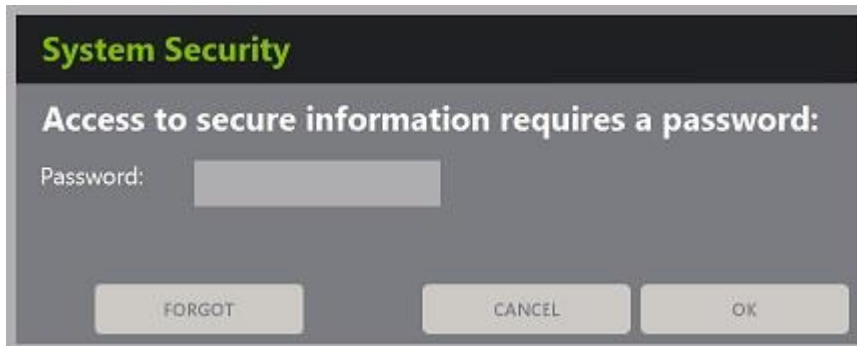 System Security
Access to secure information requires a password:
Password:
FORGOT CANCEL OK